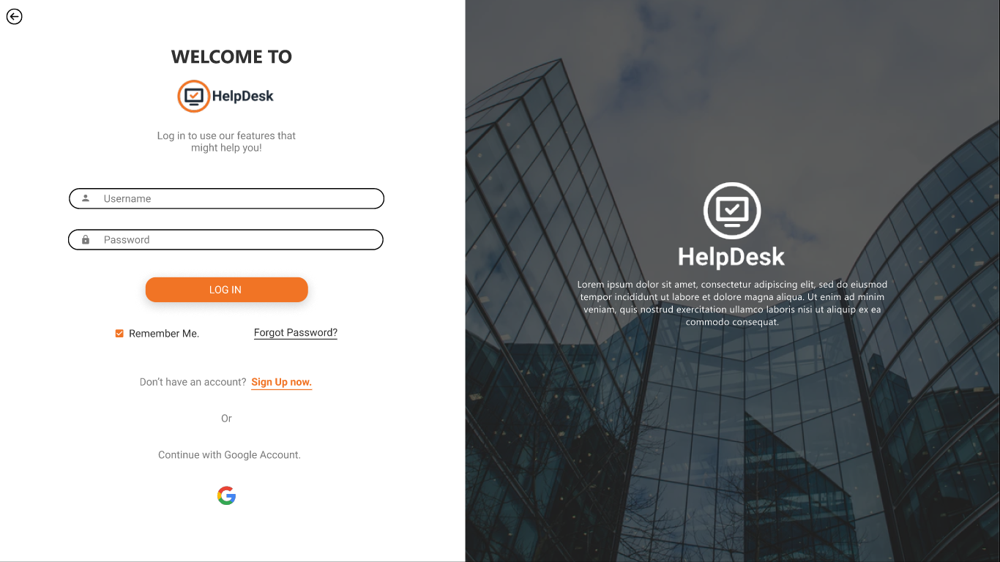 WELCOME TO
HelpDesk
Log in to use our features that
might help you!
Username
Password
LOG IN
Remember Me.
Forgot Password?
Don’t have an account? Sign Up now.
Or
Continue with Google Account.
G
HelpDesk
Lorem ipsum dolor sit amet, consectetur adipiscing elit, sed do eiusmod
tempor incididunt ut labore et dolore magna aliqua. Ut enim ad minim
veniam, quis nostrud exercitation ullamco laboris nisi ut aliquip ex ea
commodo consequat.